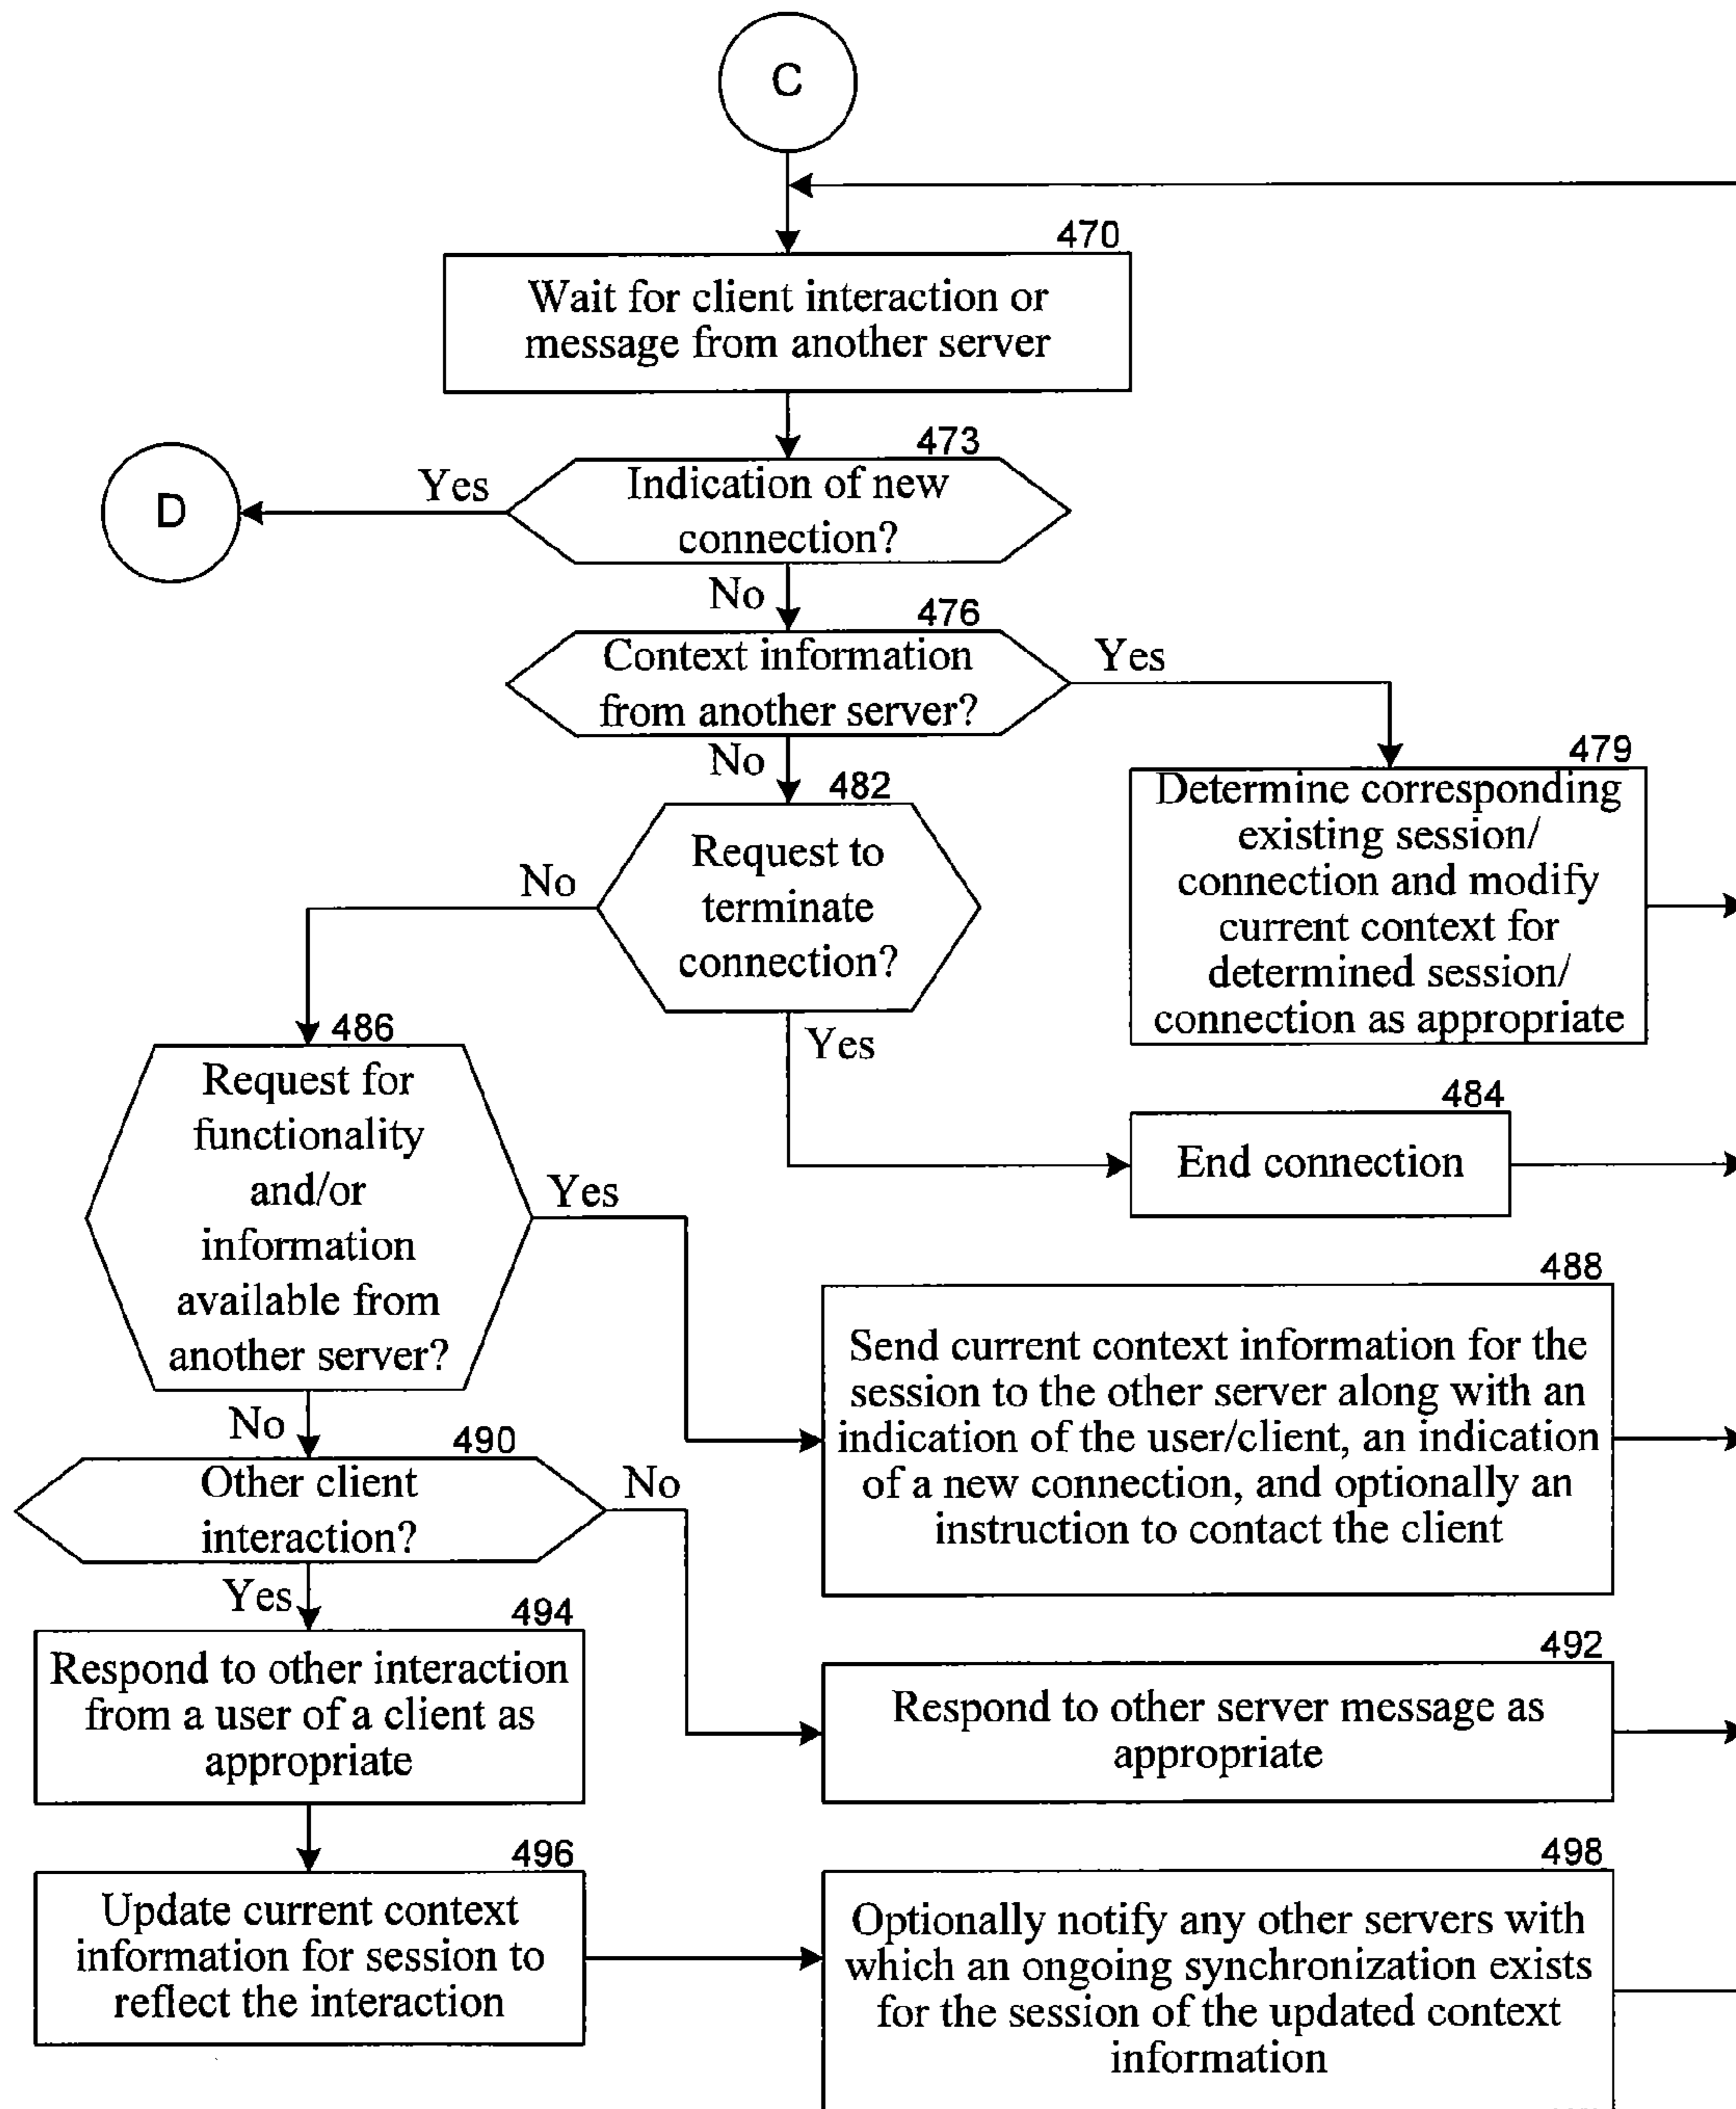 C
470
Wait for client interaction or
message from another server
473
Indication of new
connection?
Yes
D
No
476
Context information
from another server?
Yes
No
479
Determine corresponding
existing session/
connection and modify
current context for
determined session/
connection as appropriate
482
Request to
terminate
connection?
No
Yes
484
End connection
486
Request for
functionality
and/or
information
available from
another server?
Yes
488
Send current context information for the
session to the other server along with an
indication of the user/client, an indication
of a new connection, and optionally an
instruction to contact the client
No
490
Other client
interaction?
No
492
Respond to other server message as
appropriate
Yes
494
Respond to other interaction
from a user of a client as
appropriate
496
Update current context
information for session to
reflect the interaction
498
Optionally notify any other servers with
which an ongoing synchronization exists
for the session of the updated context
information